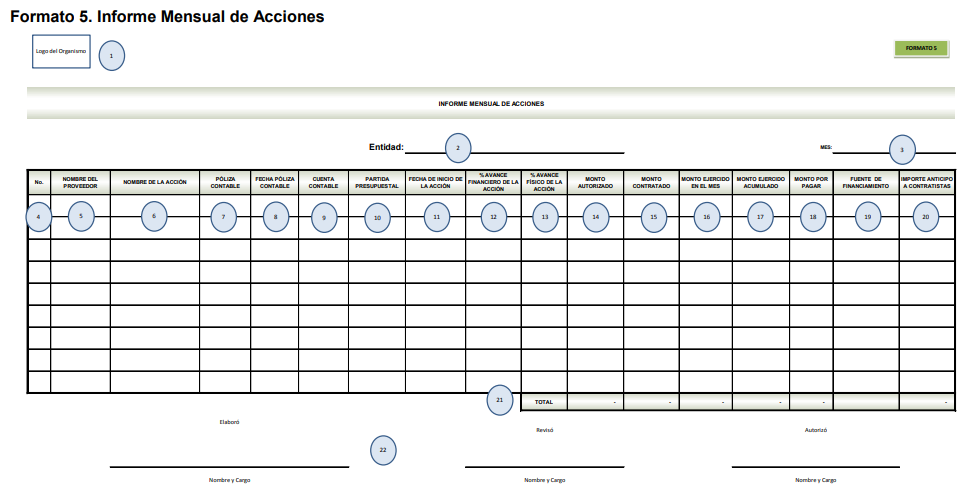 Formato 5. Informe Mensual de Acciones
Logo del Organismo
1
FORMATO 5
INFORME MENSUAL DE ACCIONES
Entidad:
2
MES:
3
No.
NOMBRE DEL PROVEEDOR
NOMBRE DE LA ACCIÓN
PÓLIZA CONTABLE
FECHA PÓLIZA CONTABLE
CUENTA CONTABLE
PARTIDA PRESUPUESTAL
FECHA DE INICIO DE LA ACCIÓN
% AVANCE FINANCIERO DE LA ACCIÓN
% AVANCE FÍSICO DE LA ACCIÓN
MONTO AUTORIZADO
MONTO CONTRATADO
MONTO EJERCIDO EN EL MES
MONTO EJERCIDO ACUMULADO
MONTO POR PAGAR
FUENTE DE FINANCIAMIENTO
IMPORTE ANTICIPO A CONTRATISTAS
4 5 6 7 8 9 10 11 12 13 14 15 16 17 18 19 20
21
TOTAL - - - - - -
Elaboró
Revisó
Autorizó
22
Nombre y Cargo
Nombre y Cargo
Nombre y Cargo